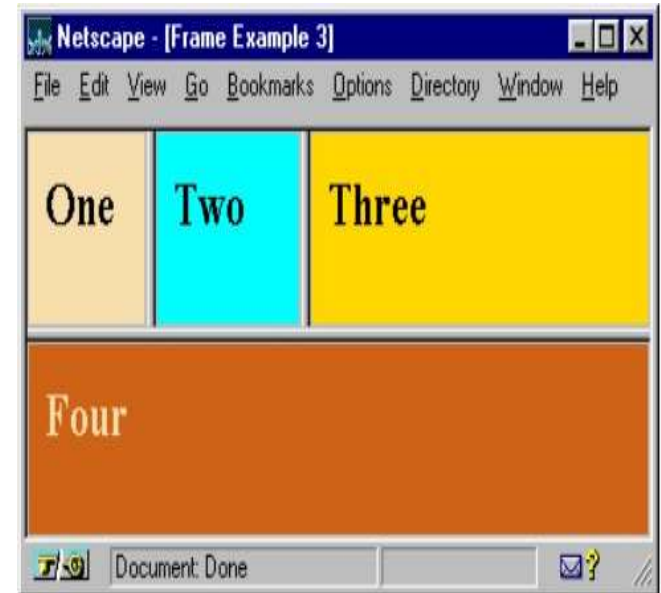 Netscape - [Frame Example 3]
File Edit View Go Bookmarks Options Directory Window Help
One Two Three
Four
Document: Done